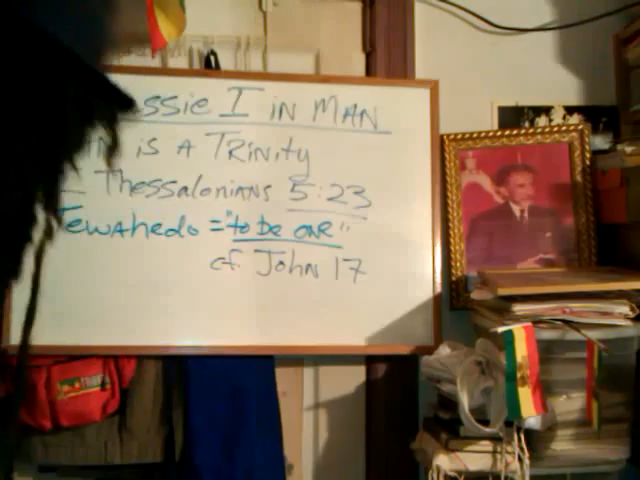 ssie I IN MAN
IS A TRINITY
Thessalonians 5:23
Tewahedo = "to be one"
cf. John 17